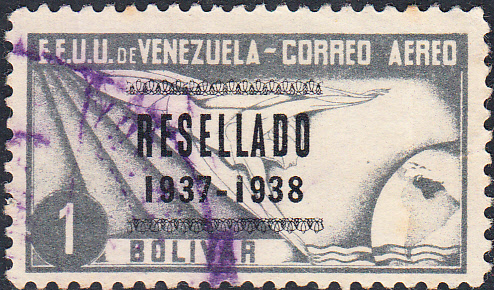 E.E.U.U. DE VENEZUELA - CORREO AEREO
RESELLADO
1937-1938
1
BOLIVAR